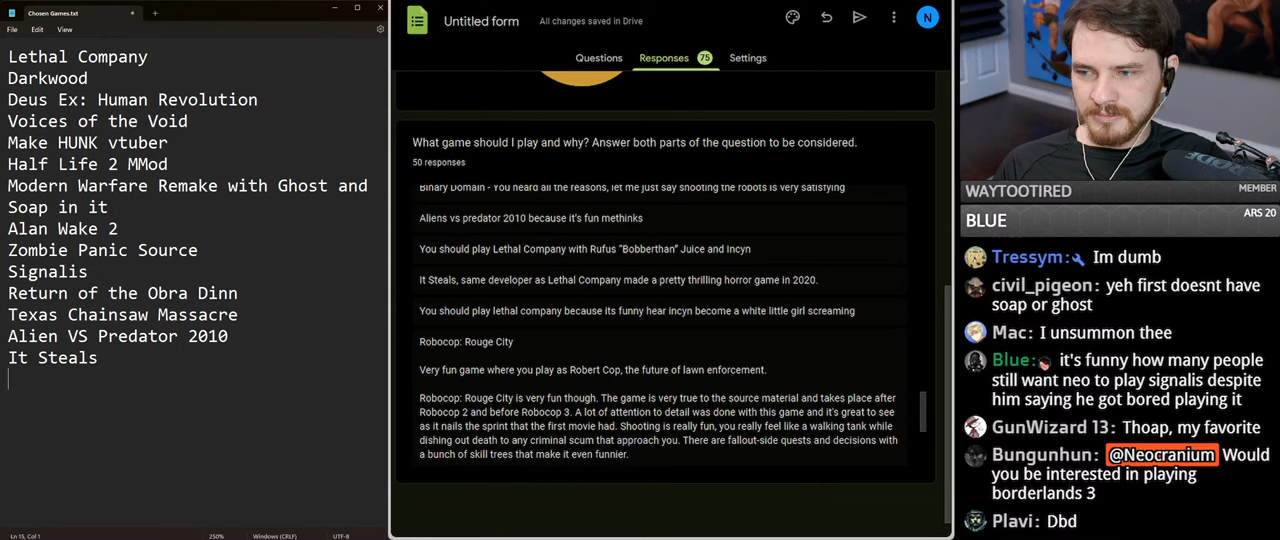 Chosen Games.txt
File Edit View
Lethal Company
Darkwood
Deus Ex: Human Revolution
Voices of the Void
Make HUNK vtuber
Half Life 2 MMod
Modern Warfare Remake with Ghost and
Soap in it
Alan Wake 2
Zombie Panic Source
Signalis
Return of the Obra Dinn
Texas Chainsaw Massacre
Alien VS Predator 2010
It Steals
Ln 15, Col 1 250% Windows (CRLF) UTF-8
Untitled form All changes saved in Drive N
Questions Responses 75 Settings
What game should I play and why? Answer both parts of the question to be considered.
50 responses
Binary Domain - You heard all the reasons, let me just say shooting the robots is very satisfying
Aliens vs predator 2010 because it's fun methinks
You should play Lethal Company with Rufus “Bobberthan” Juice and Incyn
It Steals, same developer as Lethal Company made a pretty thrilling horror game in 2020.
You should play lethal company because its funny hear incyn become a white little girl screaming
Robocop: Rouge City
Very fun game where you play as Robert Cop, the future of lawn enforcement.
Robocop: Rouge City is very fun though. The game is very true to the source material and takes place after
Robocop 2 and before Robocop 3. A lot of attention to detail was done with this game and it's great to see
as it nails the sprint that the first movie had. Shooting is really fun, you really feel like a walking tank while
dishing out death to any criminal scum that approach you. There are fallout-side quests and decisions with
a bunch of skill trees that make it even funnier.
RØDE
WAYTOOTIRED MEMBER
BLUE ARS 20
Tressym: Im dumb
civil_pigeon: yeh first doesnt have
soap or ghost
Mac: I unsummon thee
Blue: it's funny how many people
still want neo to play signalis despite
him saying he got bored playing it
GunWizard 13: Thoap, my favorite
Bungunhun: @Neocranium Would
you be interested in playing
borderlands 3
Plavi: Dbd